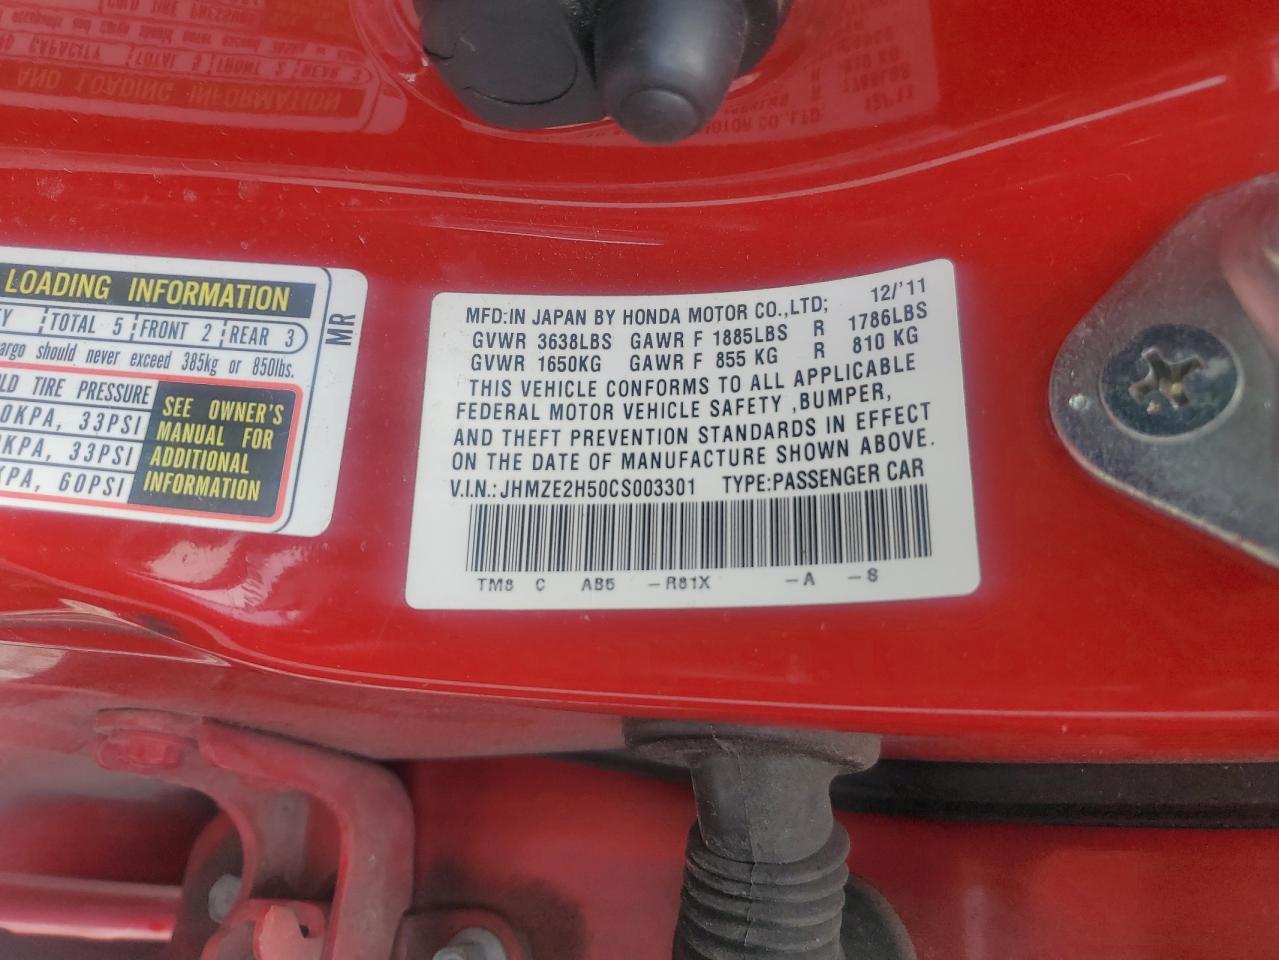 LOADING INFORMATION
TOTAL 5 FRONT 2 REAR 3
cargo should never exceed 385kg or 850lbs.
TIRE PRESSURE
33PSI
33PSI
60PSI
SEE OWNER'S
MANUAL FOR
ADDITIONAL
INFORMATION
MR
MFD:IN JAPAN BY HONDA MOTOR CO.,LTD; 12/'11
GVWR 3638LBS GAWR F 1885LBS R 1786LBS
GVWR 1650KG GAWR F 855 KG R 810 KG
THIS VEHICLE CONFORMS TO ALL APPLICABLE
FEDERAL MOTOR VEHICLE SAFETY ,BUMPER,
AND THEFT PREVENTION STANDARDS IN EFFECT
ON THE DATE OF MANUFACTURE SHOWN ABOVE.
V.I.N.:JHMZE2H50CS003301 TYPE:PASSENGER CAR
TM8 C AB5 -R81X -A -S